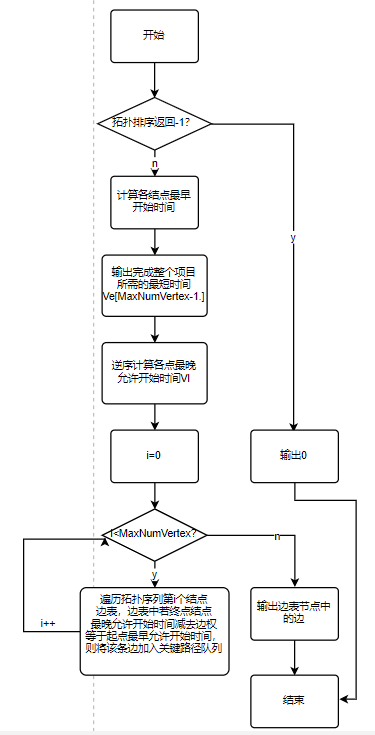 开始
拓扑排序返回-1?
n
y
计算各结点最早
开始时间
输出完成整个项目
所需的最短时间
Ve[MaxNumVertex-1.]
逆序计算各点最晚
允许开始时间Vl
i=0
输出0
i<MaxNumVertex?
n
y
遍历拓扑序列第i个结点
边表，边表中若终点结点
最晚允许开始时间减去边权
等于起点最早允许开始时间，
则将该条边加入关键路径队列
i++
输出边表节点中
的边
结束